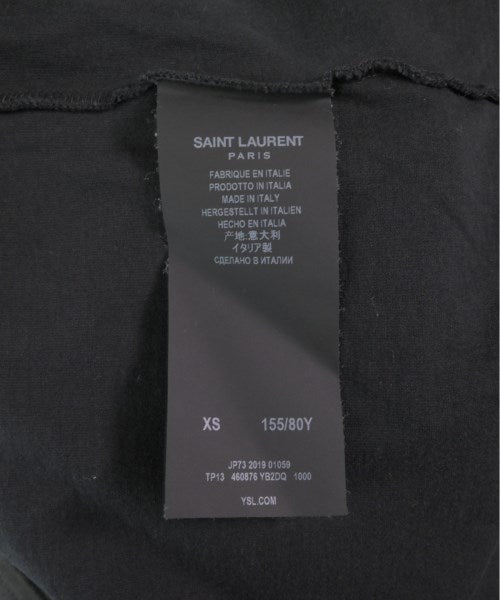 SAINT LAURENT
PARIS
FABRIQUE EN ITALIE
PRODOTTO IN ITALIA
MADE IN ITALY
HERGESTELLT IN ITALIEN
HECHO EN ITALIA
产地:意大利
イタリア製
СДЕЛАНО В ИТАЛИИ
XS 155/80Y
JP73 2019 01059
TP13 460876 YB2DQ 1000
YSL.COM